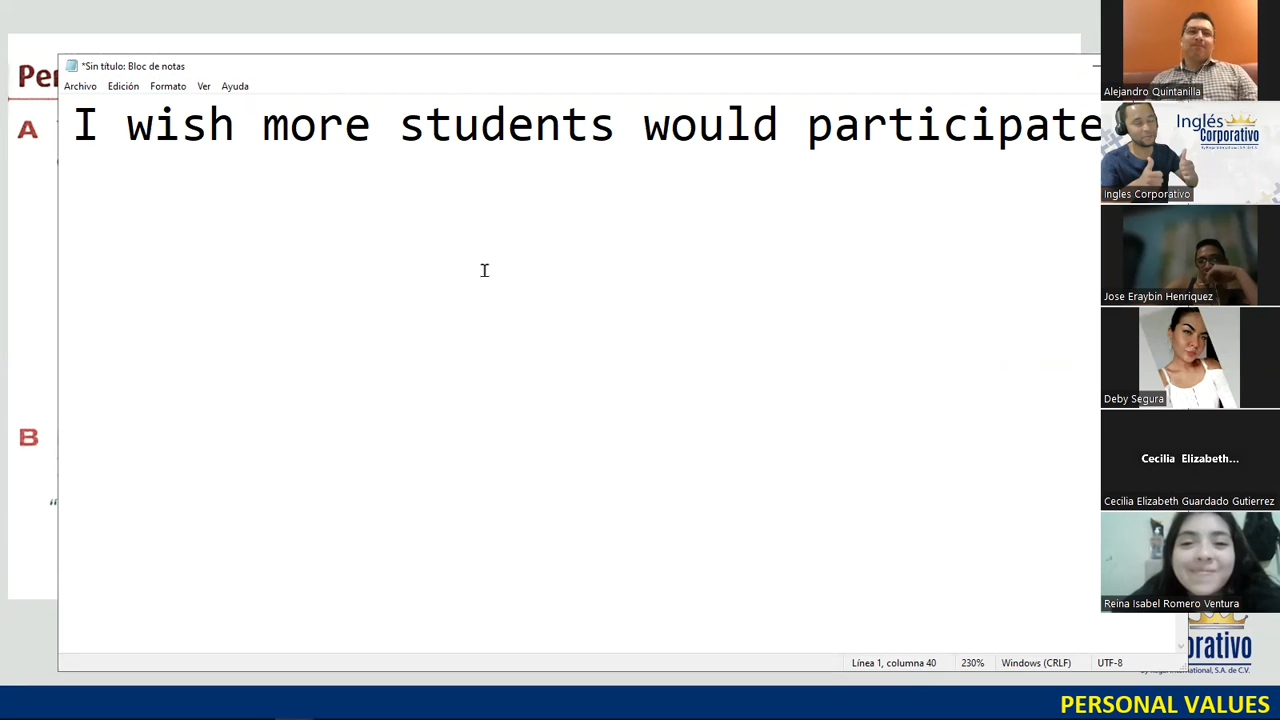 Per
A
B
“
*Sin título: Bloc de notas
Archivo Edición Formato Ver Ayuda
I wish more students would participate
Línea 1, columna 40 230% Windows (CRLF) UTF-8
Alejandro Quintanilla
Inglés
Corporativo
Ingles Corporativo
Jose Eraybin Henriquez
Deby Segura
Cecilia Elizabeth...
Cecilia Elizabeth Guardado Gutierrez
Reina Isabel Romero Ventura
orativo
PERSONAL VALUES